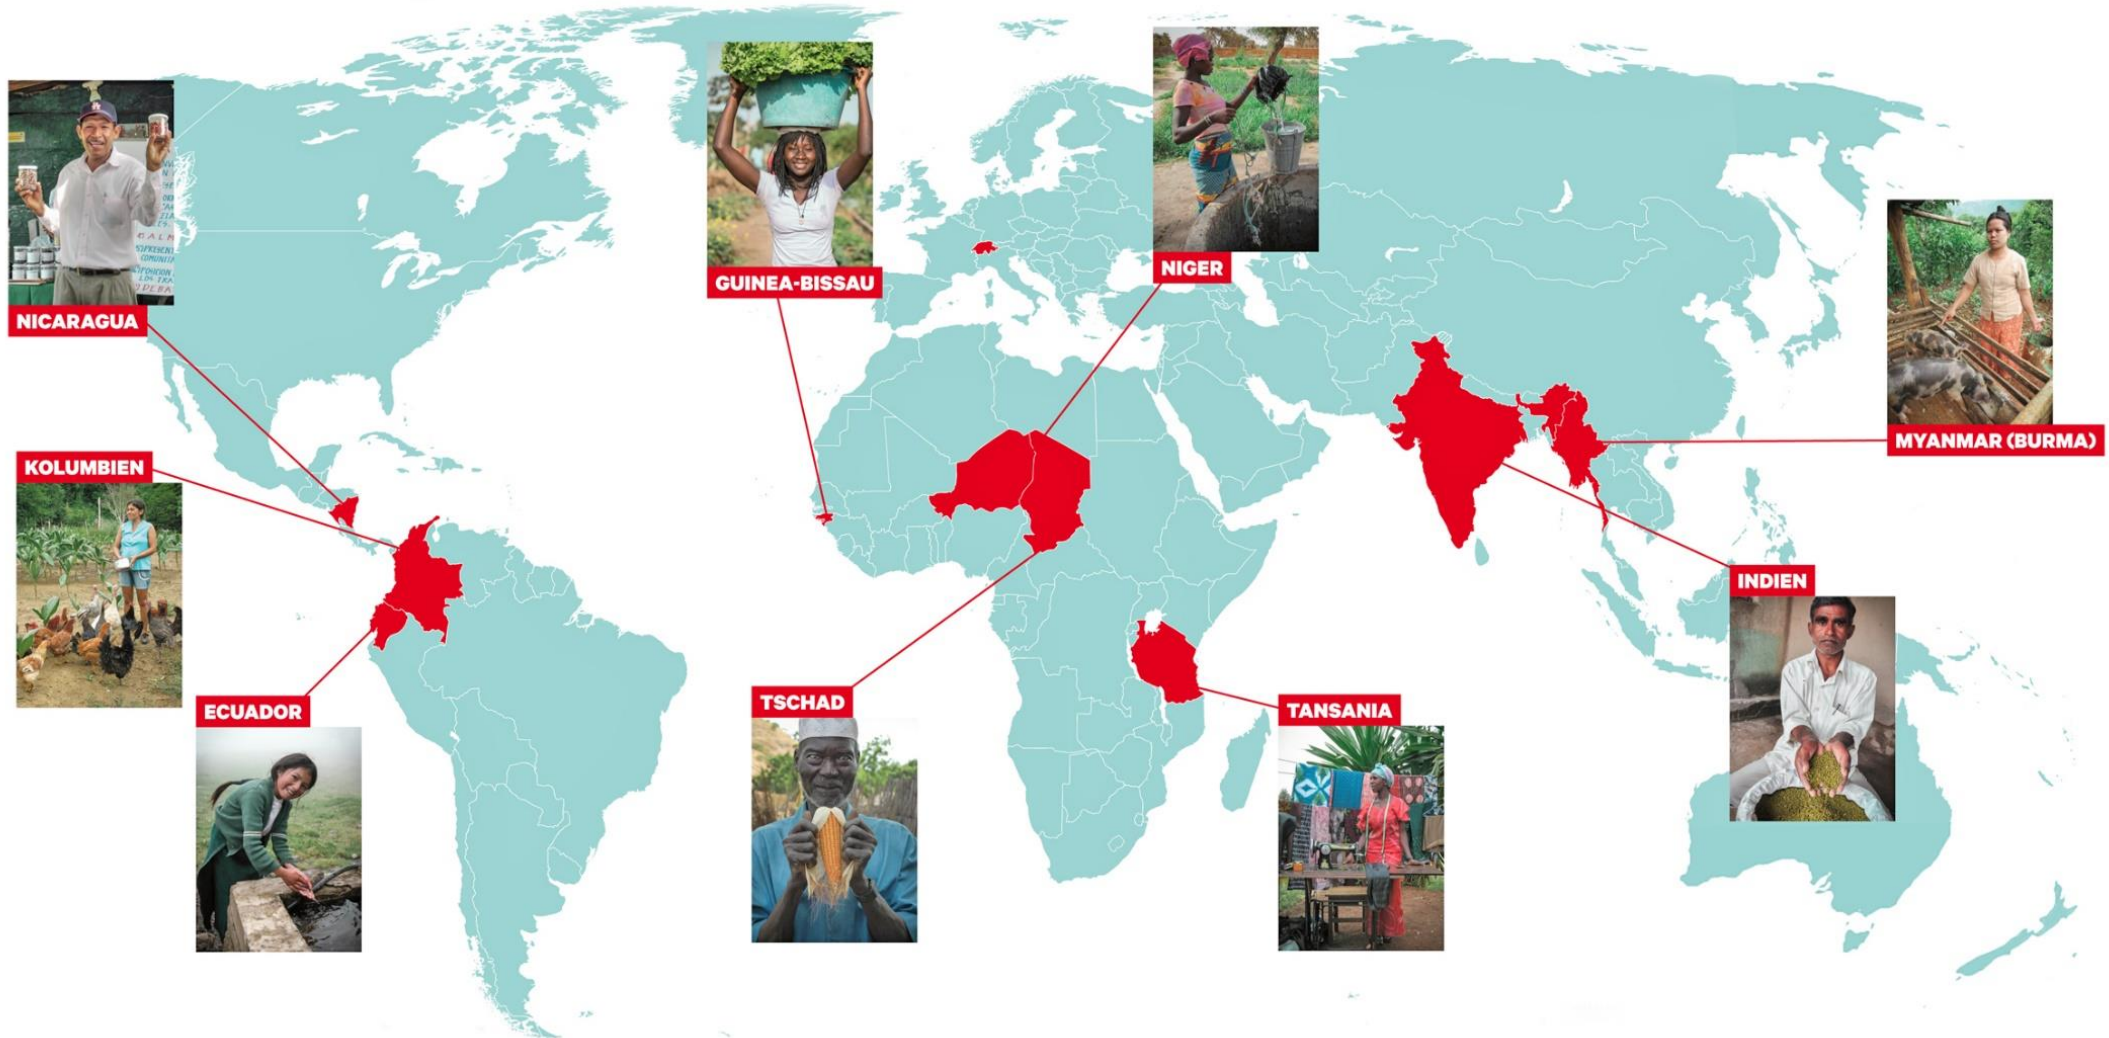 NICARAGUA
KOLUMBIEN
ECUADOR
GUINEA-BISSAU
NIGER
TSCHAD
TANSANIA
MYANMAR (BURMA)
INDIEN